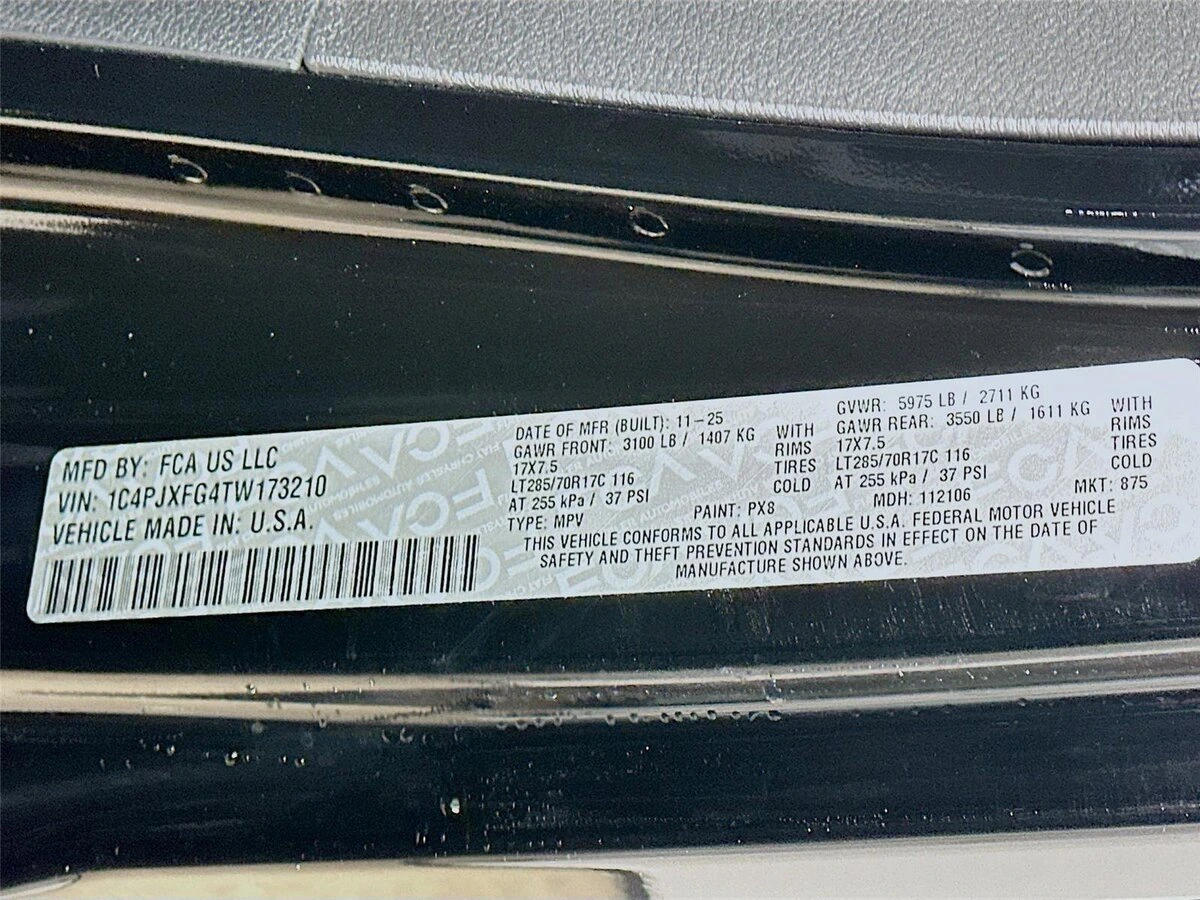 MFD BY: FCA US LLC
VIN: 1C4PJXFG4TW173210
VEHICLE MADE IN: U.S.A.
DATE OF MFR (BUILT): 11-25
GAWR FRONT: 3100 LB / 1407 KG WITH
17X7.5 RIMS
LT285/70R17C 116 TIRES
AT 255 kPa / 37 PSI COLD
GVWR: 5975 LB / 2711 KG
GAWR REAR: 3550 LB / 1611 KG WITH
17X7.5 RIMS
LT285/70R17C 116 TIRES
AT 255 kPa / 37 PSI COLD
TYPE: MPV PAINT: PX8 MDH: 112106 MKT: 875
THIS VEHICLE CONFORMS TO ALL APPLICABLE U.S.A. FEDERAL MOTOR VEHICLE
SAFETY AND THEFT PREVENTION STANDARDS IN EFFECT ON THE DATE OF
MANUFACTURE SHOWN ABOVE.